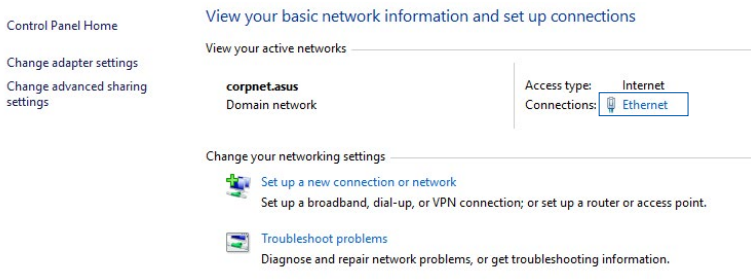 Control Panel Home
Change adapter settings
Change advanced sharing
settings
View your basic network information and set up connections
View your active networks
corpnet.asus
Domain network
Access type: Internet
Connections: Ethernet
Change your networking settings
Set up a new connection or network
Set up a broadband, dial-up, or VPN connection; or set up a router or access point.
Troubleshoot problems
Diagnose and repair network problems, or get troubleshooting information.